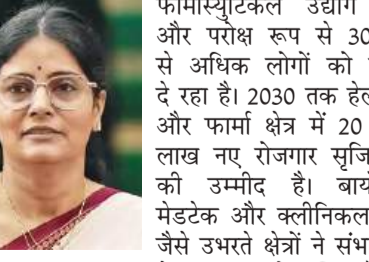 फार्मास्युटिकल उद्योग
और परोक्ष रूप से 30
से अधिक लोगों को
दे रहा है। 2030 तक
और फार्मा क्षेत्र में 20
लाख नए रोजगार
की उम्मीद है।
मेडटेक और क्लीनिकल
जैसे उभरते क्षेत्रों ने